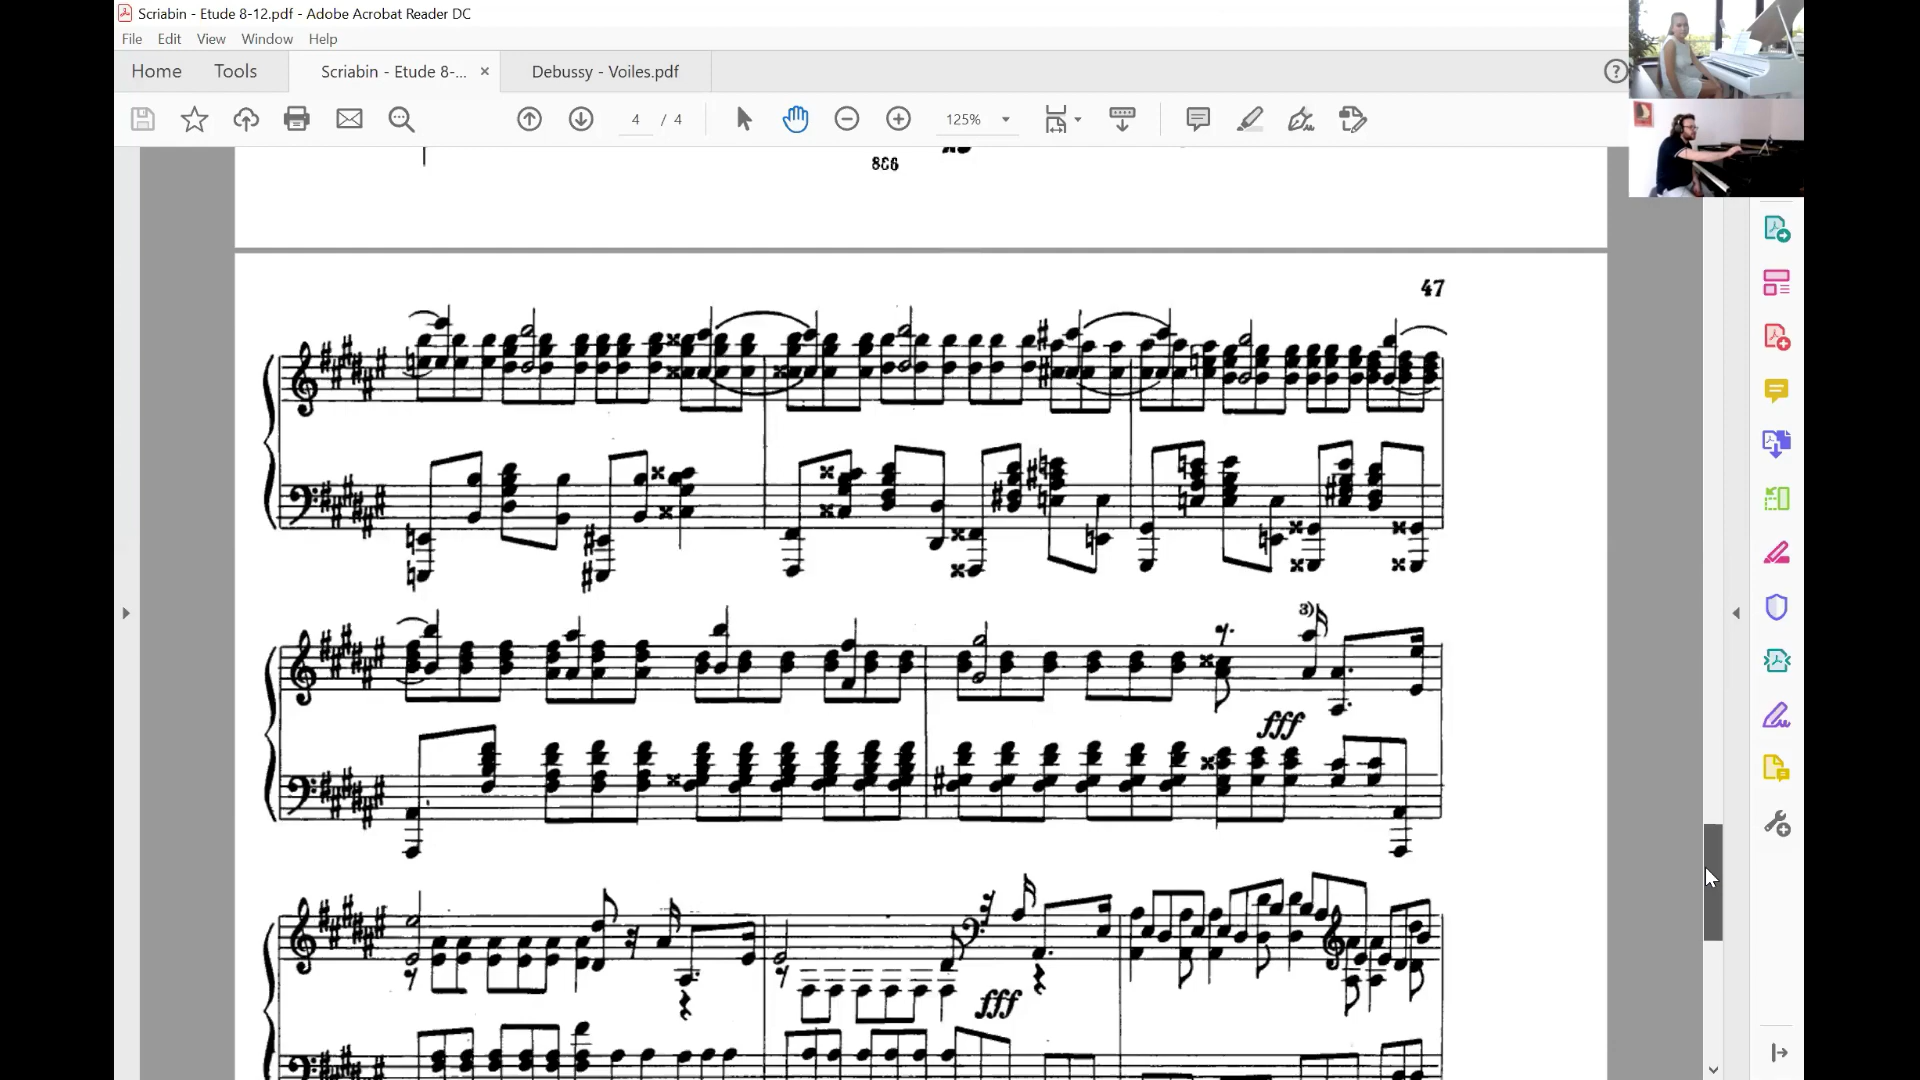 Scriabin - Etude 8-12.pdf - Adobe Acrobat Reader DC
File Edit View Window Help
Home Tools Scriabin - Etude 8-... × Debussy - Voiles.pdf ?
4 / 4 125%
886
47
3)
fff
fff